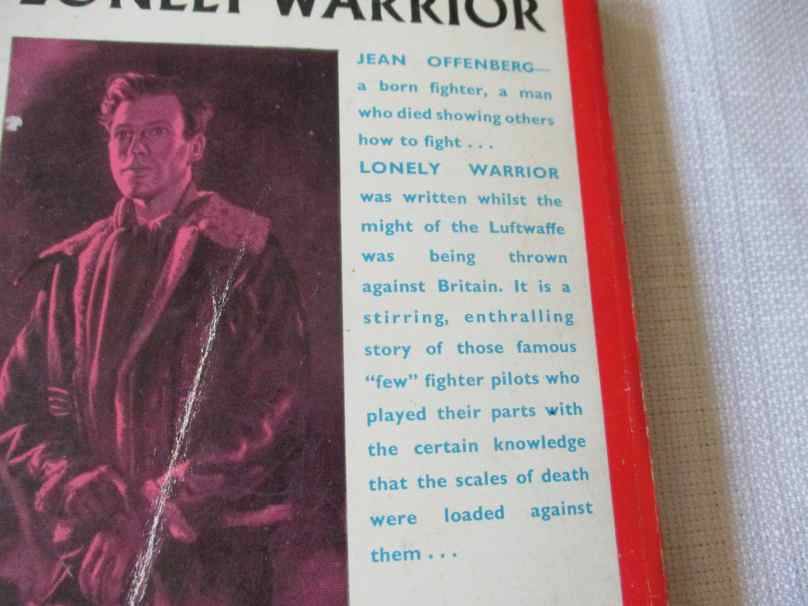 LONELY WARRIOR
JEAN OFFENBERG—
a born fighter, a man
who died showing others
how to fight . . .
LONELY WARRIOR
was written whilst the
might of the Luftwaffe
was being thrown
against Britain. It is a
stirring, enthralling
story of those famous
“few” fighter pilots who
played their parts with
the certain knowledge
that the scales of death
were loaded against
them . . .